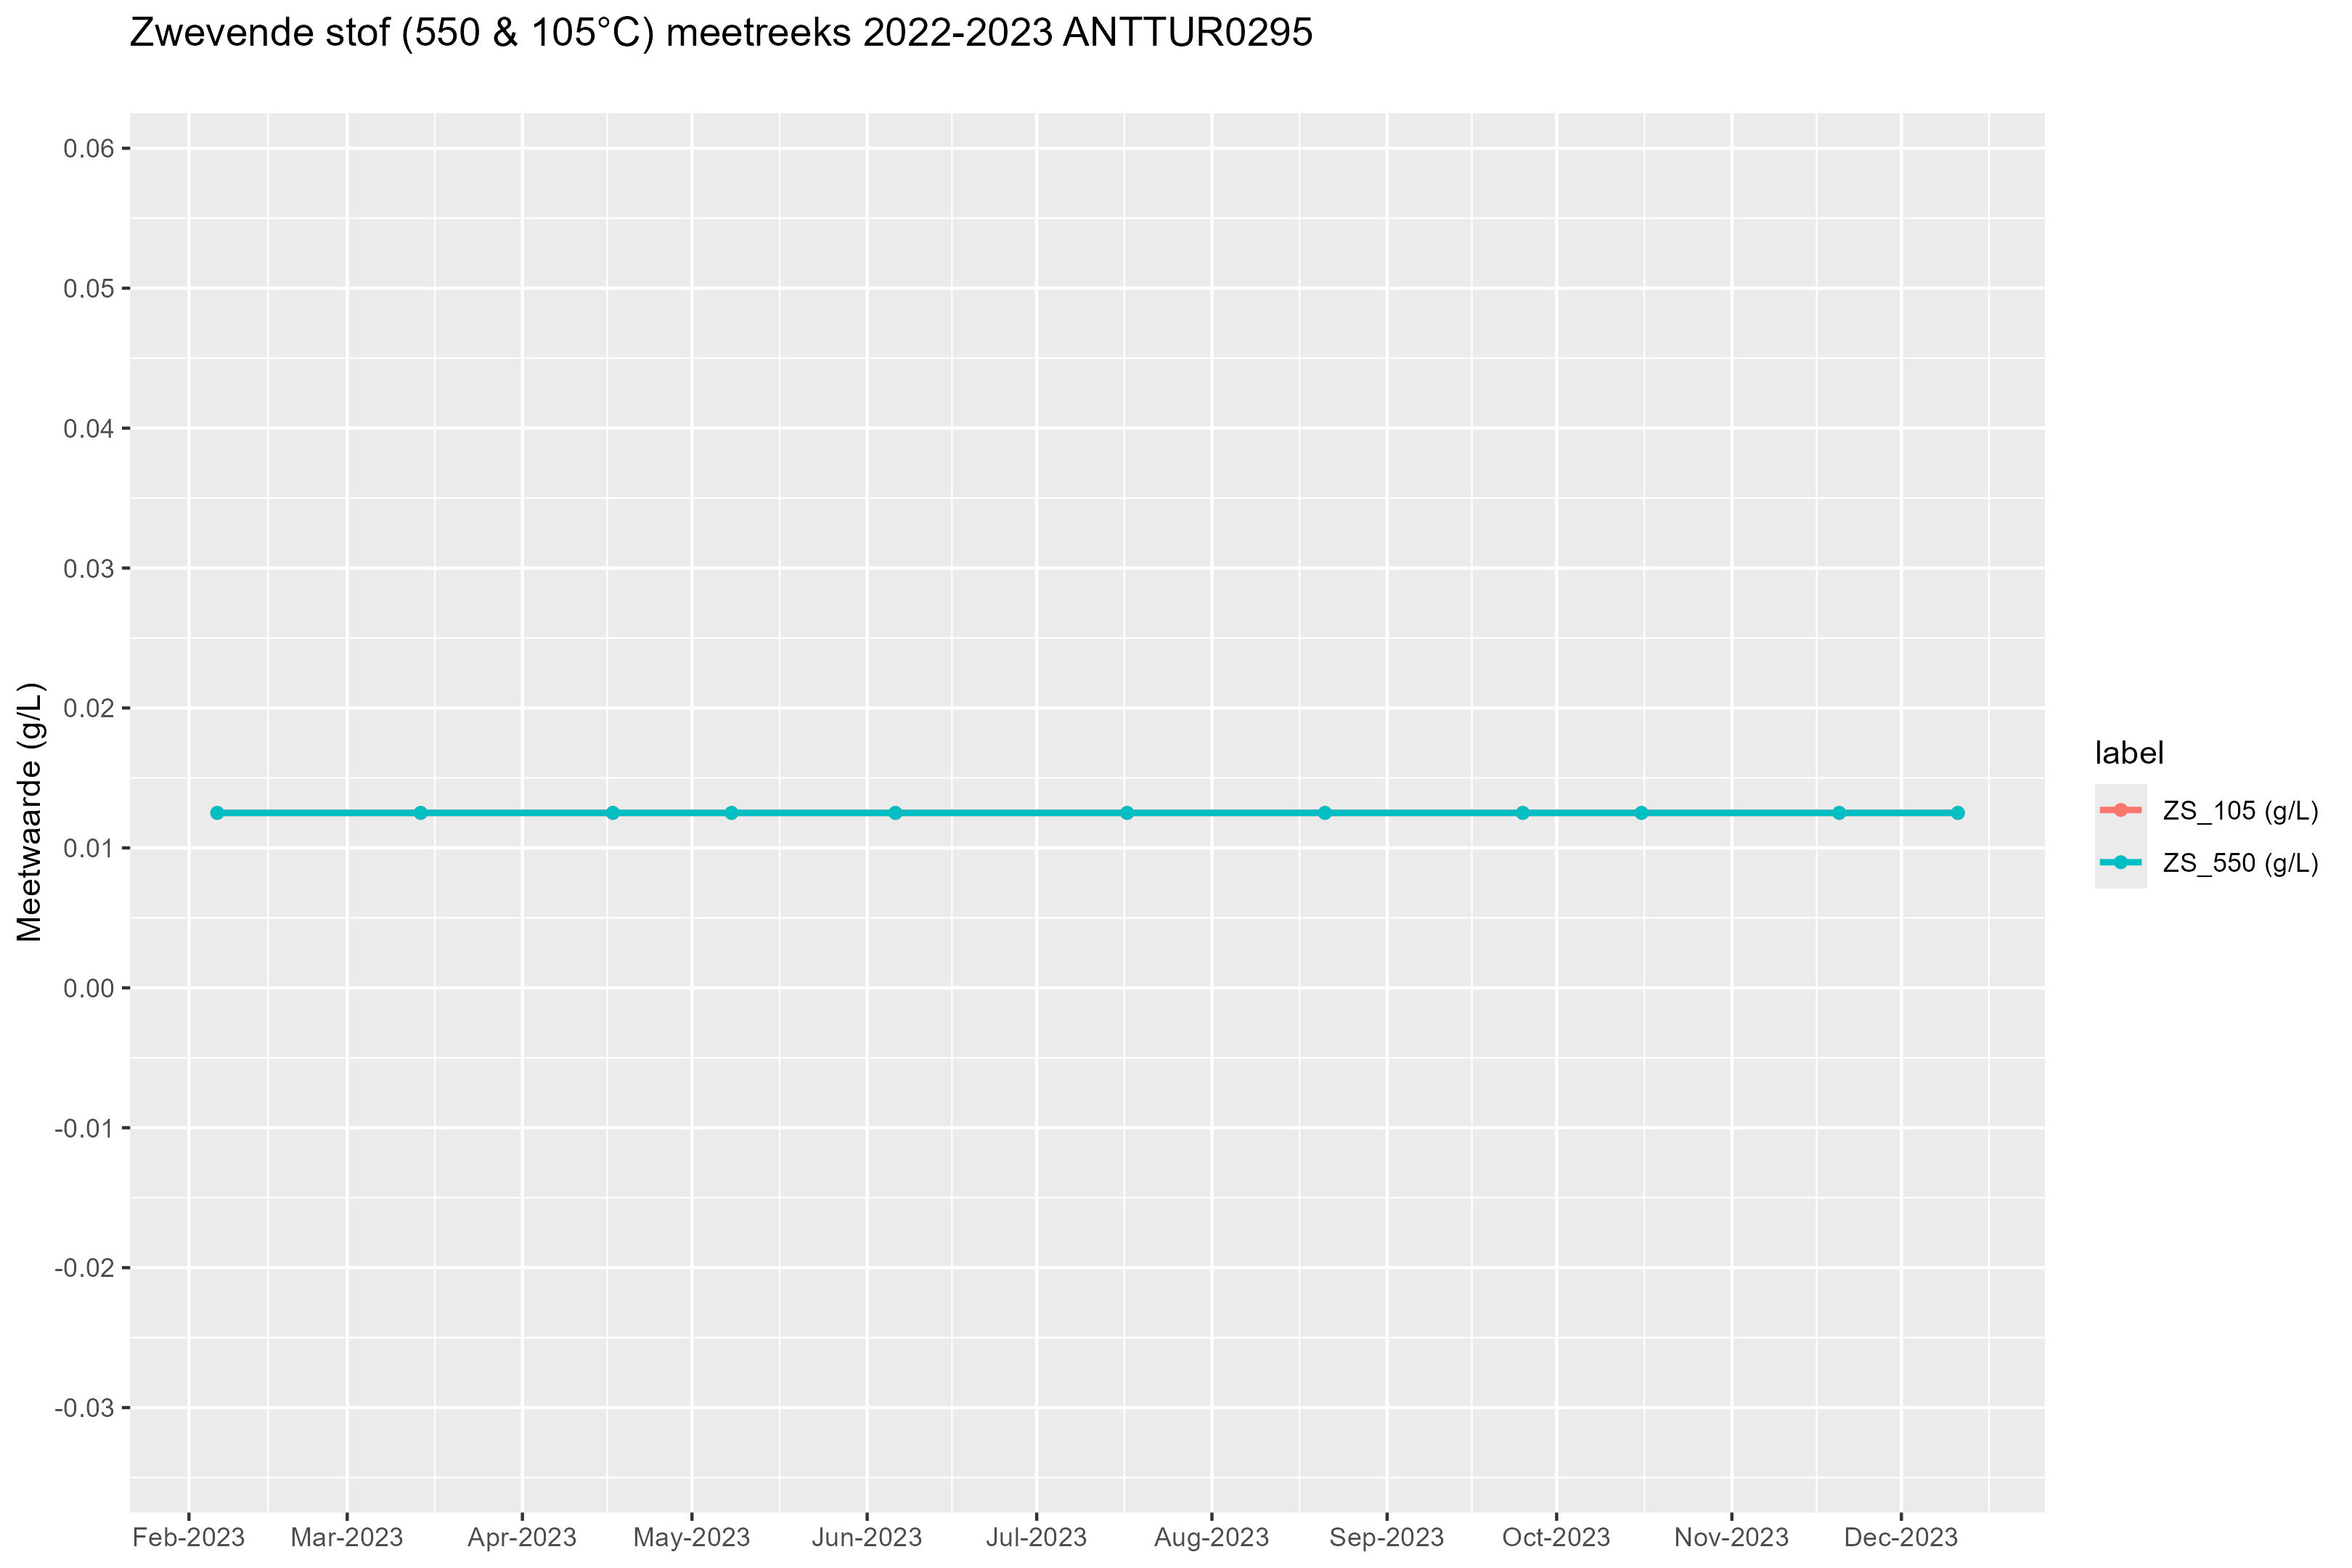 Zwevende stof (550 & 105°C) meetreeks 2022-2023 ANTTUR0295
Meetwaarde (g/L)
0.06
0.05
0.04
0.03
0.02
0.01
0.00
-0.01
-0.02
-0.03
Feb-2023
Mar-2023
Apr-2023
May-2023
Jun-2023
Jul-2023
Aug-2023
Sep-2023
Oct-2023
Nov-2023
Dec-2023
label
ZS_105 (g/L)
ZS_550 (g/L)